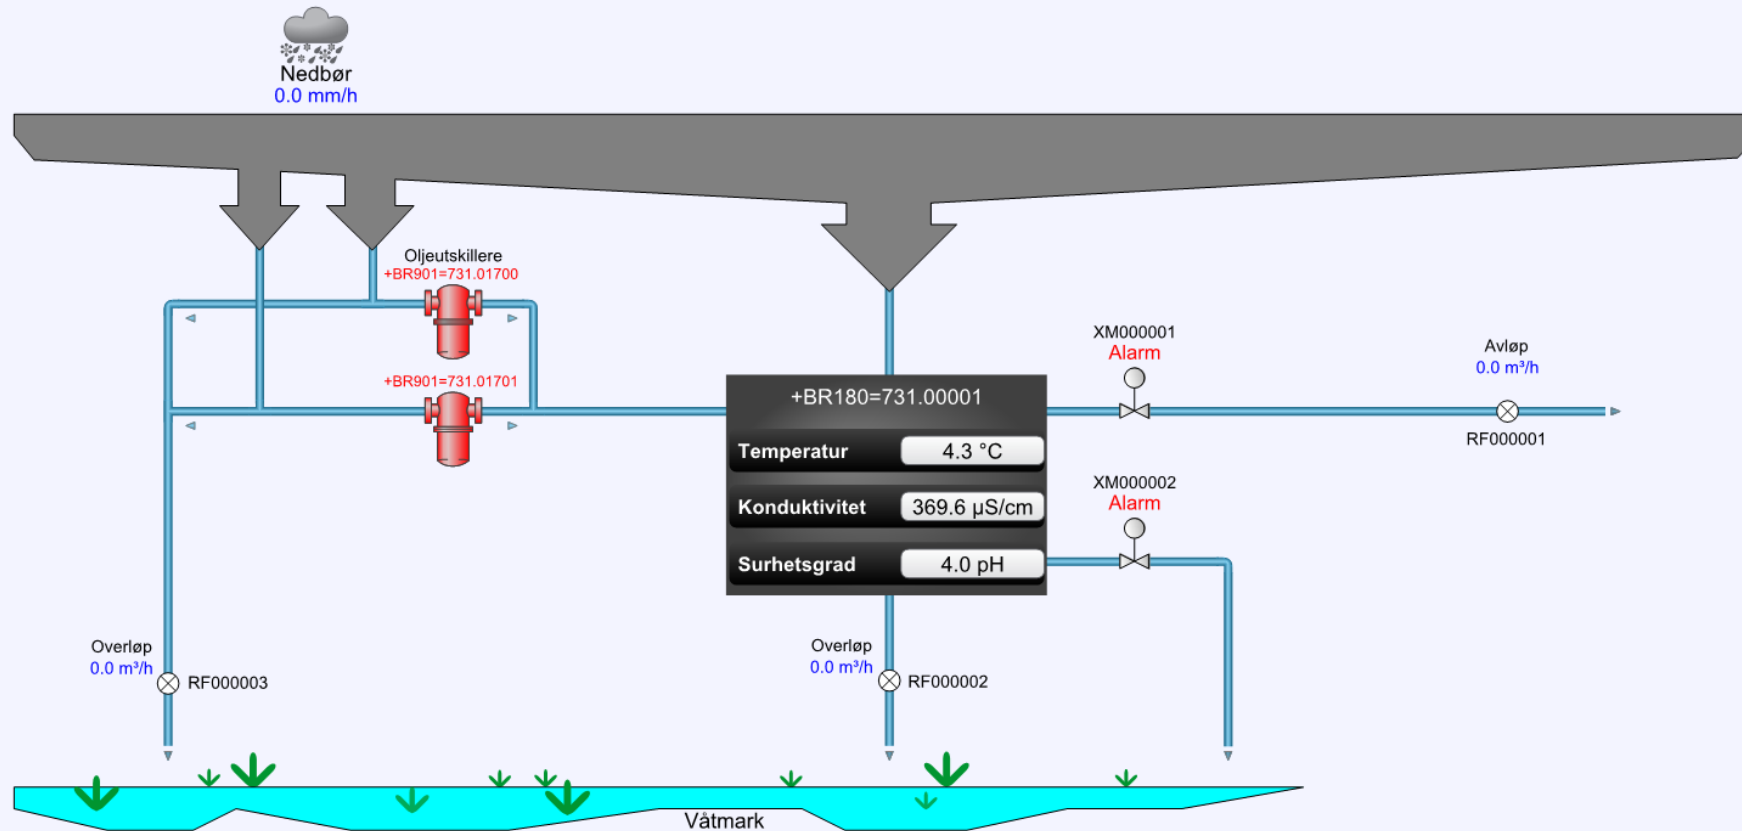 Nedbør
0.0 mm/h
Oljeutskillere
+BR901=731.01700
+BR901=731.01701
XM000001
Alarm
Avløp
0.0 m³/h
RF000001
+BR180=731.00001
Temperatur 4.3 °C
Konduktivitet 369.6 µS/cm
Surhetsgrad 4.0 pH
XM000002
Alarm
Overløp
0.0 m³/h
RF000003
Overløp
0.0 m³/h
RF000002
Våtmark